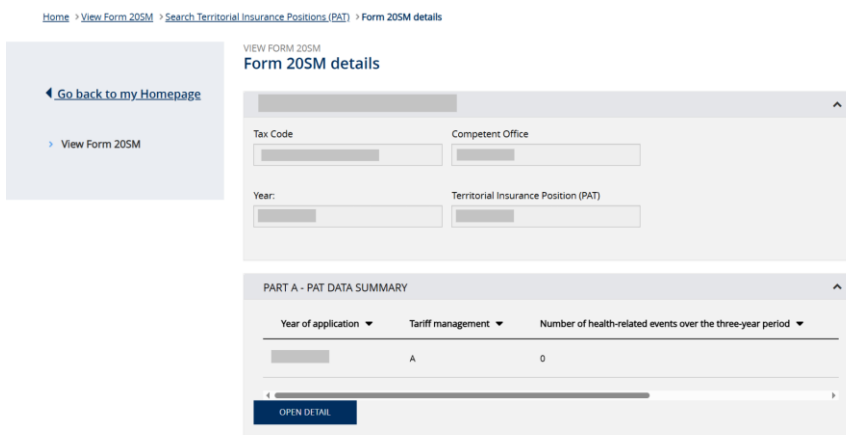 Home > View Form 20SM > Search Territorial Insurance Positions (PAT) > Form 20SM details
VIEW FORM 20SM
Form 20SM details
Go back to my Homepage
> View Form 20SM
Tax Code
Competent Office
Year:
Territorial Insurance Position (PAT)
PART A - PAT DATA SUMMARY
Year of application Tariff management Number of health-related events over the three-year period
A 0
OPEN DETAIL